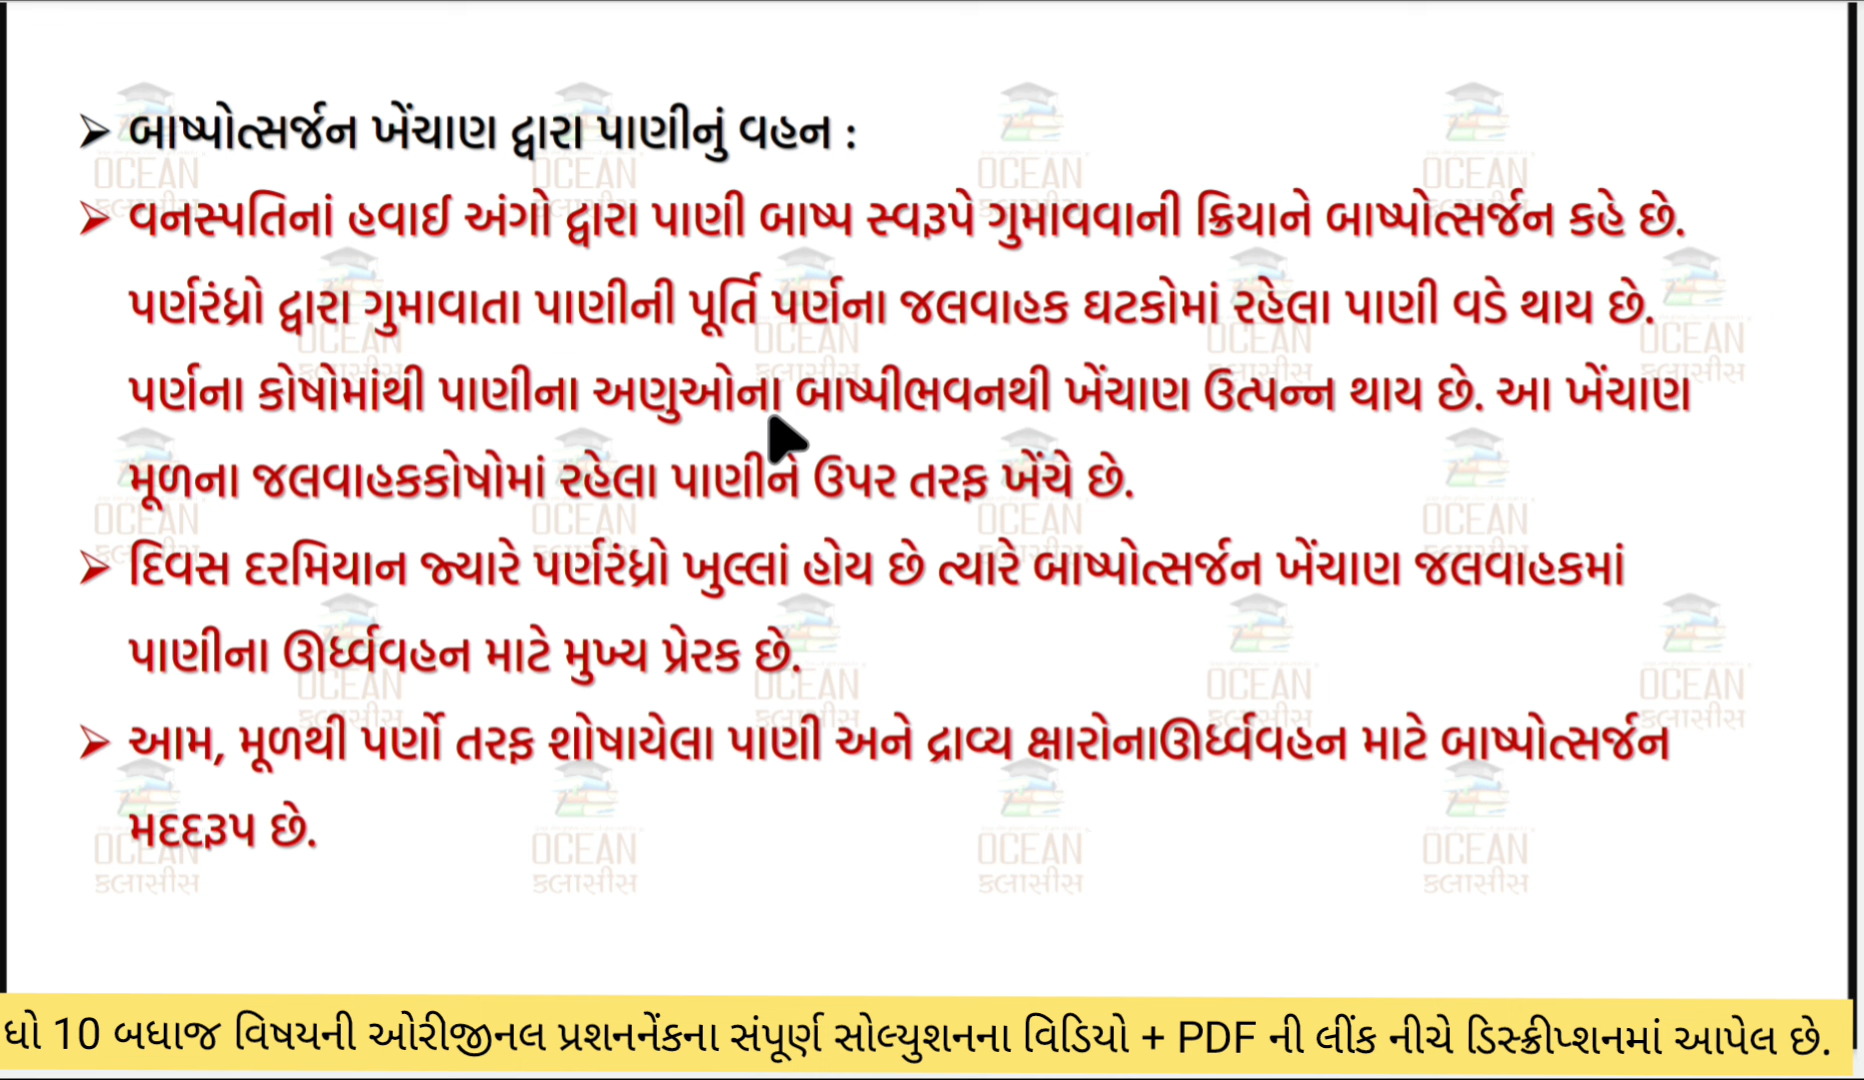 ➢ બાષ્પોત્સર્જન ખેંચાણ દ્વારા પાણીનું વહન :
➢ વનસ્પતિનાં હવાઈ અંગો દ્વારા પાણી બાષ્પ સ્વરૂપે ગુમાવવાની ક્રિયાને બાષ્પોત્સર્જન કહે છે.
પર્ણરંધ્રો દ્વારા ગુમાવાતા પાણીની પૂર્તિ પર્ણના જલવાહક ઘટકોમાં રહેલા પાણી વડે થાય છે.
પર્ણના કોષોમાંથી પાણીના અણુઓના બાષ્પીભવનથી ખેંચાણ ઉત્પન્ન થાય છે. આ ખેંચાણ
મૂળના જલવાહકકોષોમાં રહેલા પાણીને ઉપર તરફ ખેંચે છે.
➢ દિવસ દરમિયાન જ્યારે પર્ણરંધ્રો ખુલ્લાં હોય છે ત્યારે બાષ્પોત્સર્જન ખેંચાણ જલવાહકમાં
પાણીના ઊર્ધ્વવહન માટે મુખ્ય પ્રેરક છે.
➢ આમ, મૂળથી પર્ણો તરફ શોષાયેલા પાણી અને દ્રાવ્ય ક્ષારોનાઊર્ધ્વવહન માટે બાષ્પોત્સર્જન
મદદરૂપ છે.
OCEAN
ક્લાસીસ
ધો 10 બધાજ વિષયની ઓરીજીનલ પ્રશનનેંકના સંપૂર્ણ સોલ્યુશનના વિડિયો + PDF ની લીંક નીચે ડિસ્ક્રીપ્શનમાં આપેલ છે.